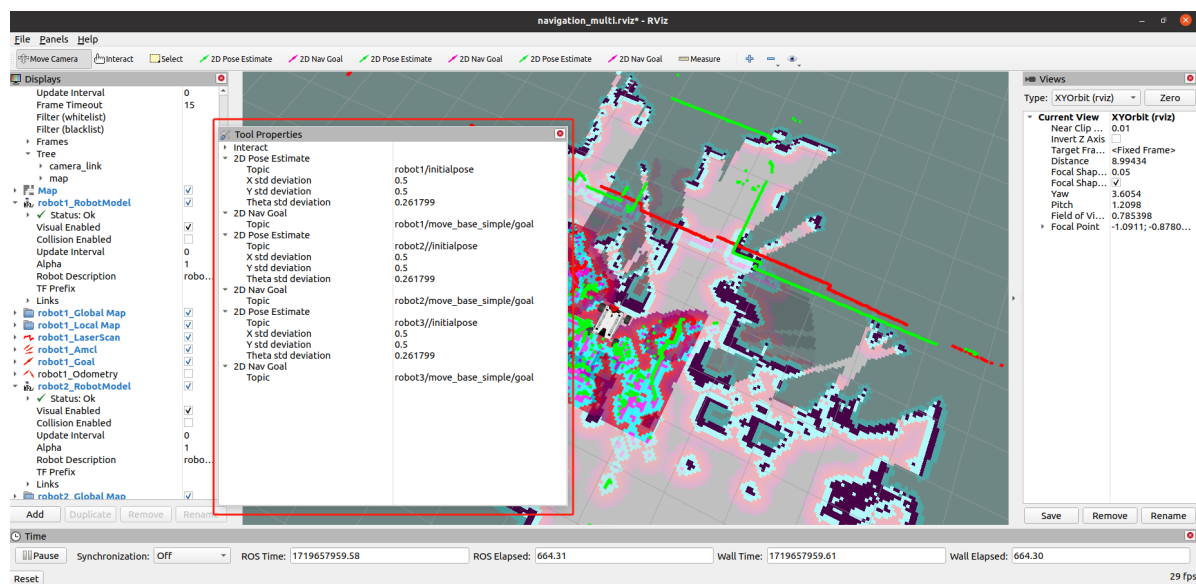 navigation_multi.rviz* - RViz
File Panels Help
Move Camera Interact Select 2D Pose Estimate 2D Nav Goal 2D Pose Estimate 2D Nav Goal 2D Pose Estimate 2D Nav Goal Measure
Displays
Update Interval 0
Frame Timeout 15
Filter (whitelist)
Filter (blacklist)
Frames
Tree
camera_link
map
Map
robot1_RobotModel
Status: Ok
Visual Enabled
Collision Enabled
Update Interval 0
Alpha 1
Robot Description robo...
TF Prefix
Links
robot1_Global Map
robot1_Local Map
robot1_LaserScan
robot1_Amcl
robot1_Goal
robot1_Odometry
robot2_RobotModel
Status: Ok
Visual Enabled
Collision Enabled
Update Interval 0
Alpha 1
Robot Description robo...
TF Prefix
Links
robot2_Global Map
Add Duplicate Remove Renam
Tool Properties
Interact
2D Pose Estimate
Topic robot1/initialpose
X std deviation 0.5
Y std deviation 0.5
Theta std deviation 0.261799
2D Nav Goal
Topic robot1/move_base_simple/goal
2D Pose Estimate
Topic robot2//initialpose
X std deviation 0.5
Y std deviation 0.5
Theta std deviation 0.261799
2D Nav Goal
Topic robot2/move_base_simple/goal
2D Pose Estimate
Topic robot3//initialpose
X std deviation 0.5
Y std deviation 0.5
Theta std deviation 0.261799
2D Nav Goal
Topic robot3/move_base_simple/goal
Views
Type: XYOrbit (rviz) Zero
Current View XYOrbit (rviz)
Near Clip ... 0.01
Invert Z Axis
Target Fra... <Fixed Frame>
Distance 8.99434
Focal Shap... 0.05
Focal Shap...
Yaw 3.6054
Pitch 1.2098
Field of Vi... 0.785398
Focal Point -1.0911; -0.8780...
Save Remove Rename
Time
Pause Synchronization: Off ROS Time: 1719657959.58 ROS Elapsed: 664.31 Wall Time: 1719657959.61 Wall Elapsed: 664.30
Reset 29 fps